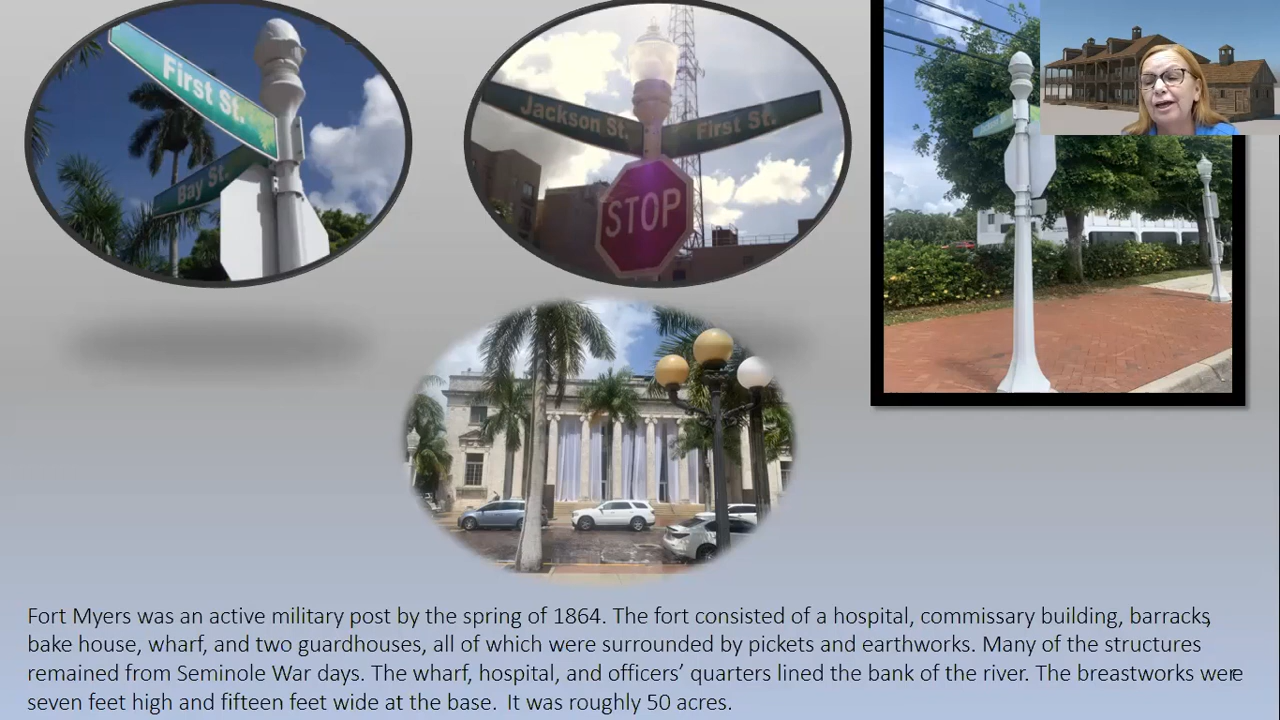 First St.
Bay St.
Jackson St.
First St.
STOP
Fort Myers was an active military post by the spring of 1864. The fort consisted of a hospital, commissary building, barracks,
bake house, wharf, and two guardhouses, all of which were surrounded by pickets and earthworks. Many of the structures
remained from Seminole War days. The wharf, hospital, and officers’ quarters lined the bank of the river. The breastworks were
seven feet high and fifteen feet wide at the base. It was roughly 50 acres.